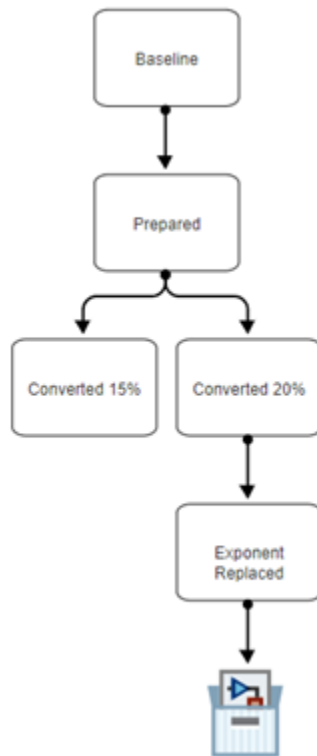 Baseline
Prepared
Converted 15%
Converted 20%
Exponent
Replaced